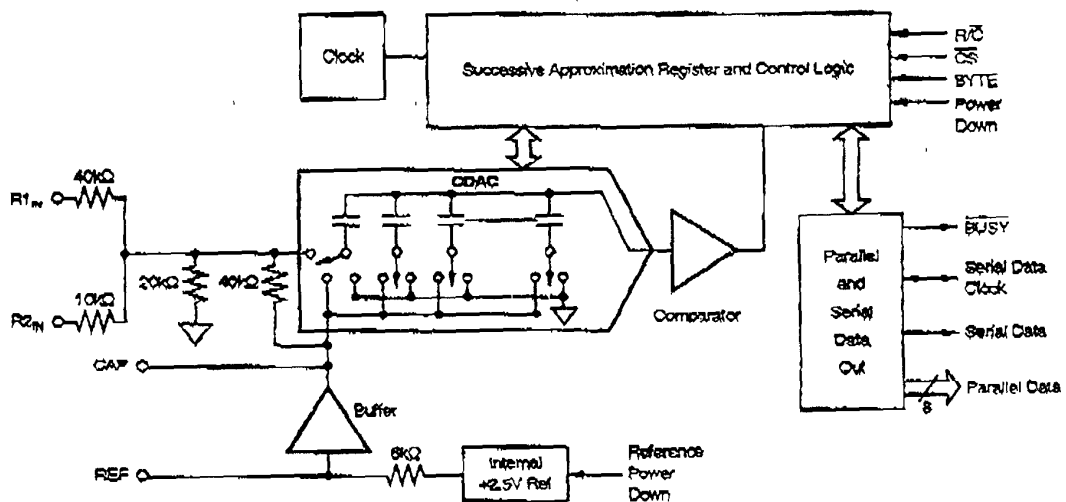 Clock
Successive Approximation Register and Control Logic
R/C̅
C̅S̅
BYTE
Power
Down
CDAC
40kΩ
R1IN
20kΩ
40kΩ
10kΩ
R2IN
CAP
Buffer
REF
6kΩ
Internal
+2.5V Ref
Reference
Power
Down
Comparator
Parallel
and
Serial
Data
Out
B̅U̅S̅Y̅
Serial Data
Clock
Serial Data
Parallel Data
8